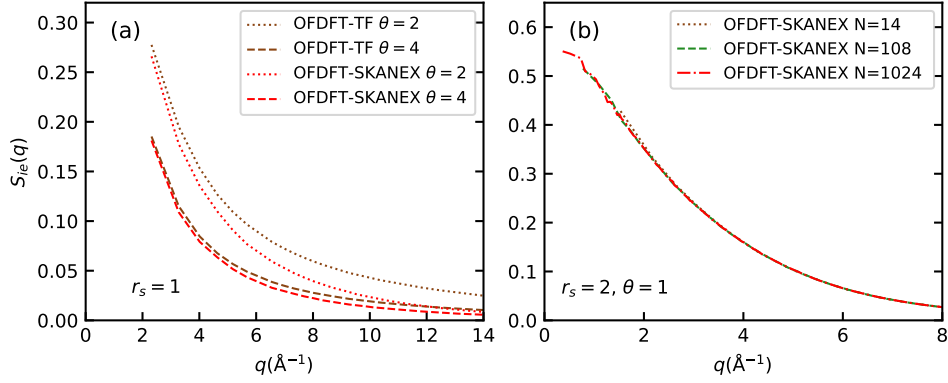 (a)
OFDFT-TF θ = 2
OFDFT-TF θ = 4
OFDFT-SKANEX θ = 2
OFDFT-SKANEX θ = 4
S_{ie}(q)
0.30
0.25
0.20
0.15
0.10
0.05
0.00
r_s = 1
0 2 4 6 8 10 12 14
q(Å⁻¹)
(b)
OFDFT-SKANEX N=14
OFDFT-SKANEX N=108
OFDFT-SKANEX N=1024
0.6
0.5
0.4
0.3
0.2
0.1
0.0
r_s = 2, θ = 1
0 2 4 6 8
q(Å⁻¹)